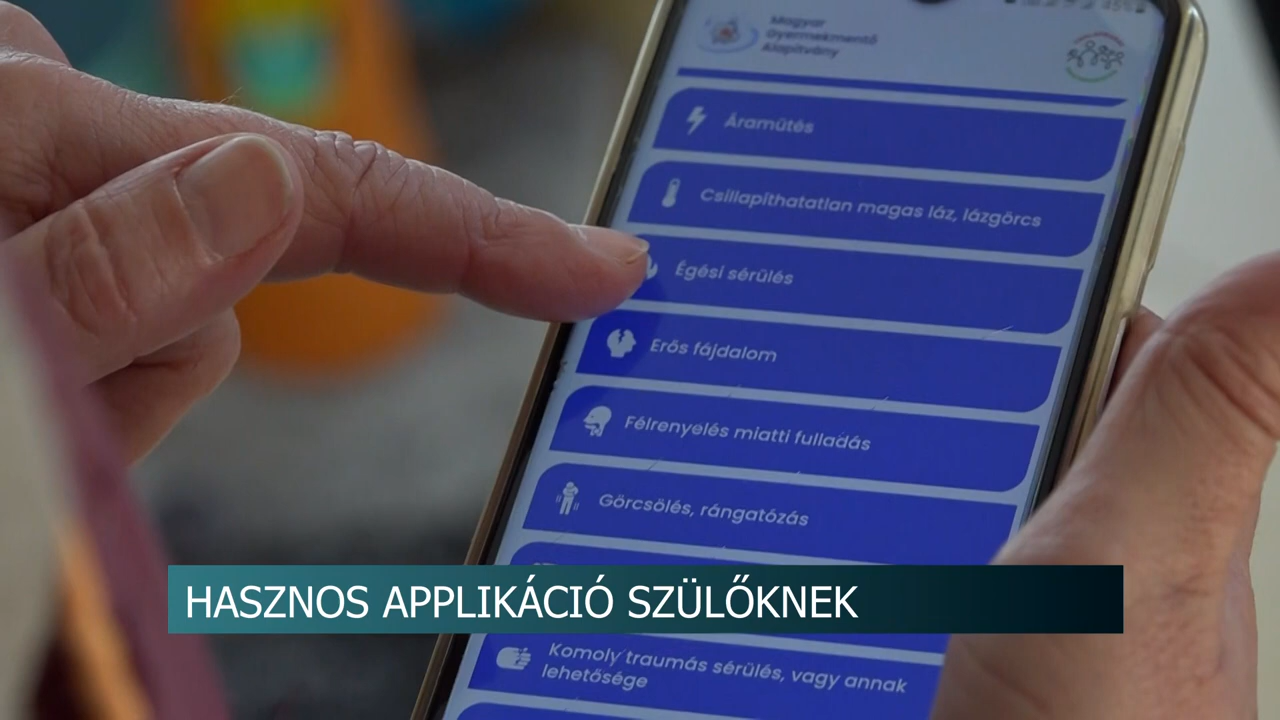 45%
Magyar
Gyermekmentő
Alapítvány
Áramütés
Csillapíthatatlan magas láz, lázgörcs
Égési sérülés
Erős fájdalom
Félrenyelés miatti fulladás
Görcsölés, rángatózás
HASZNOS APPLIKÁCIÓ SZÜLŐKNEK
Komoly traumás sérülés, vagy annak
lehetősége